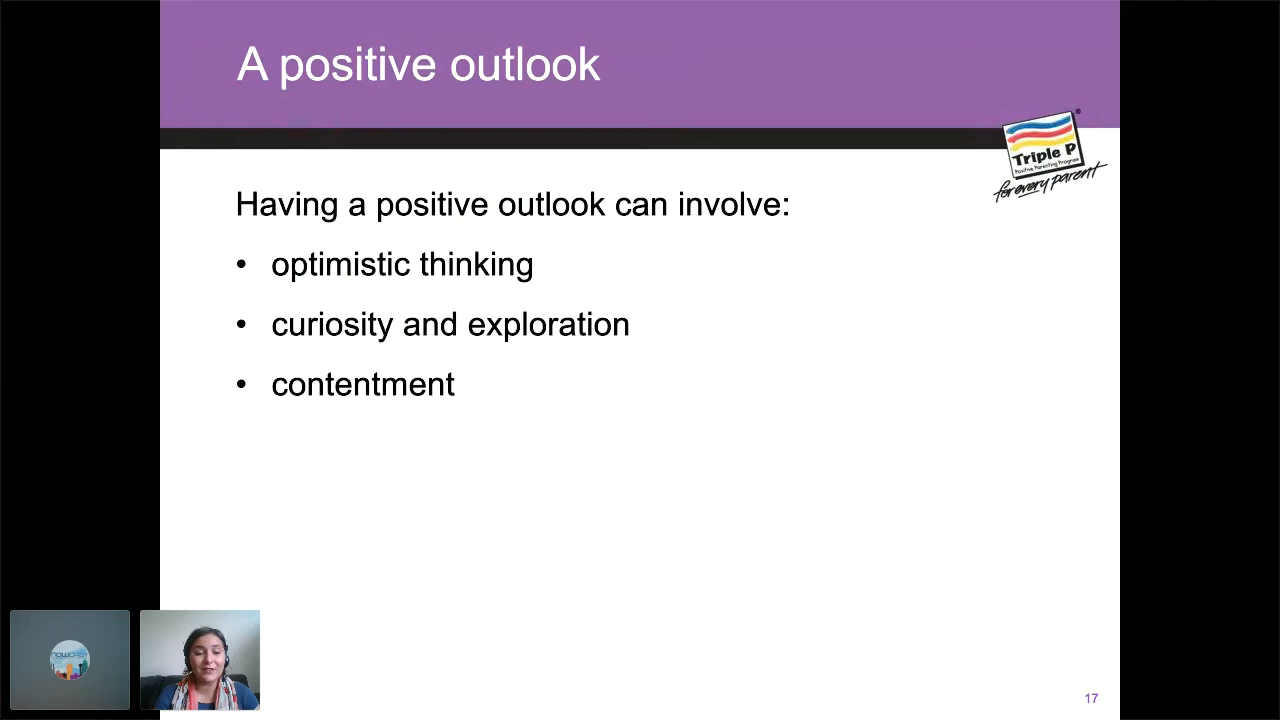 A positive outlook
Triple P
Positive Parenting Program
for every parent
Having a positive outlook can involve:
• optimistic thinking
• curiosity and exploration
• contentment
17